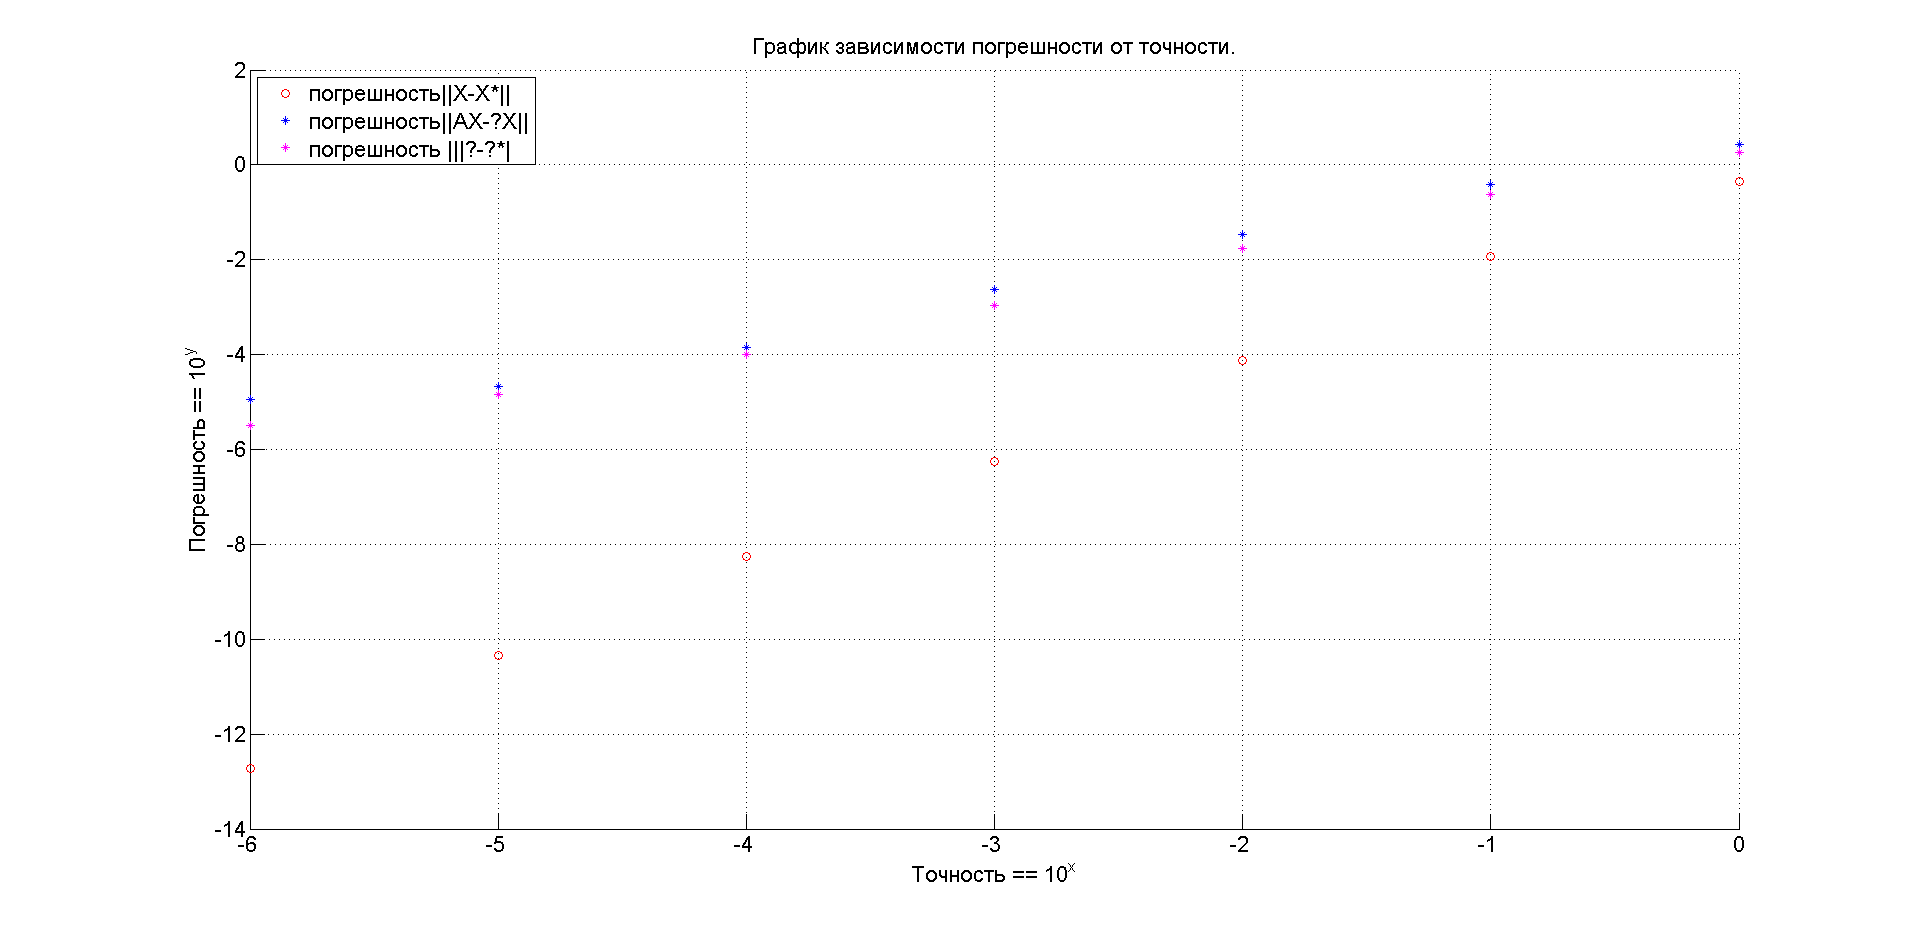 График зависимости погрешности от точности.
погрешность||X-X*||
погрешность||AX-?X||
погрешность |||?-?*|
2
0
-2
-4
-6
-8
-10
-12
-14
Погрешность == 10^y
-6 -5 -4 -3 -2 -1 0
Точность == 10^x